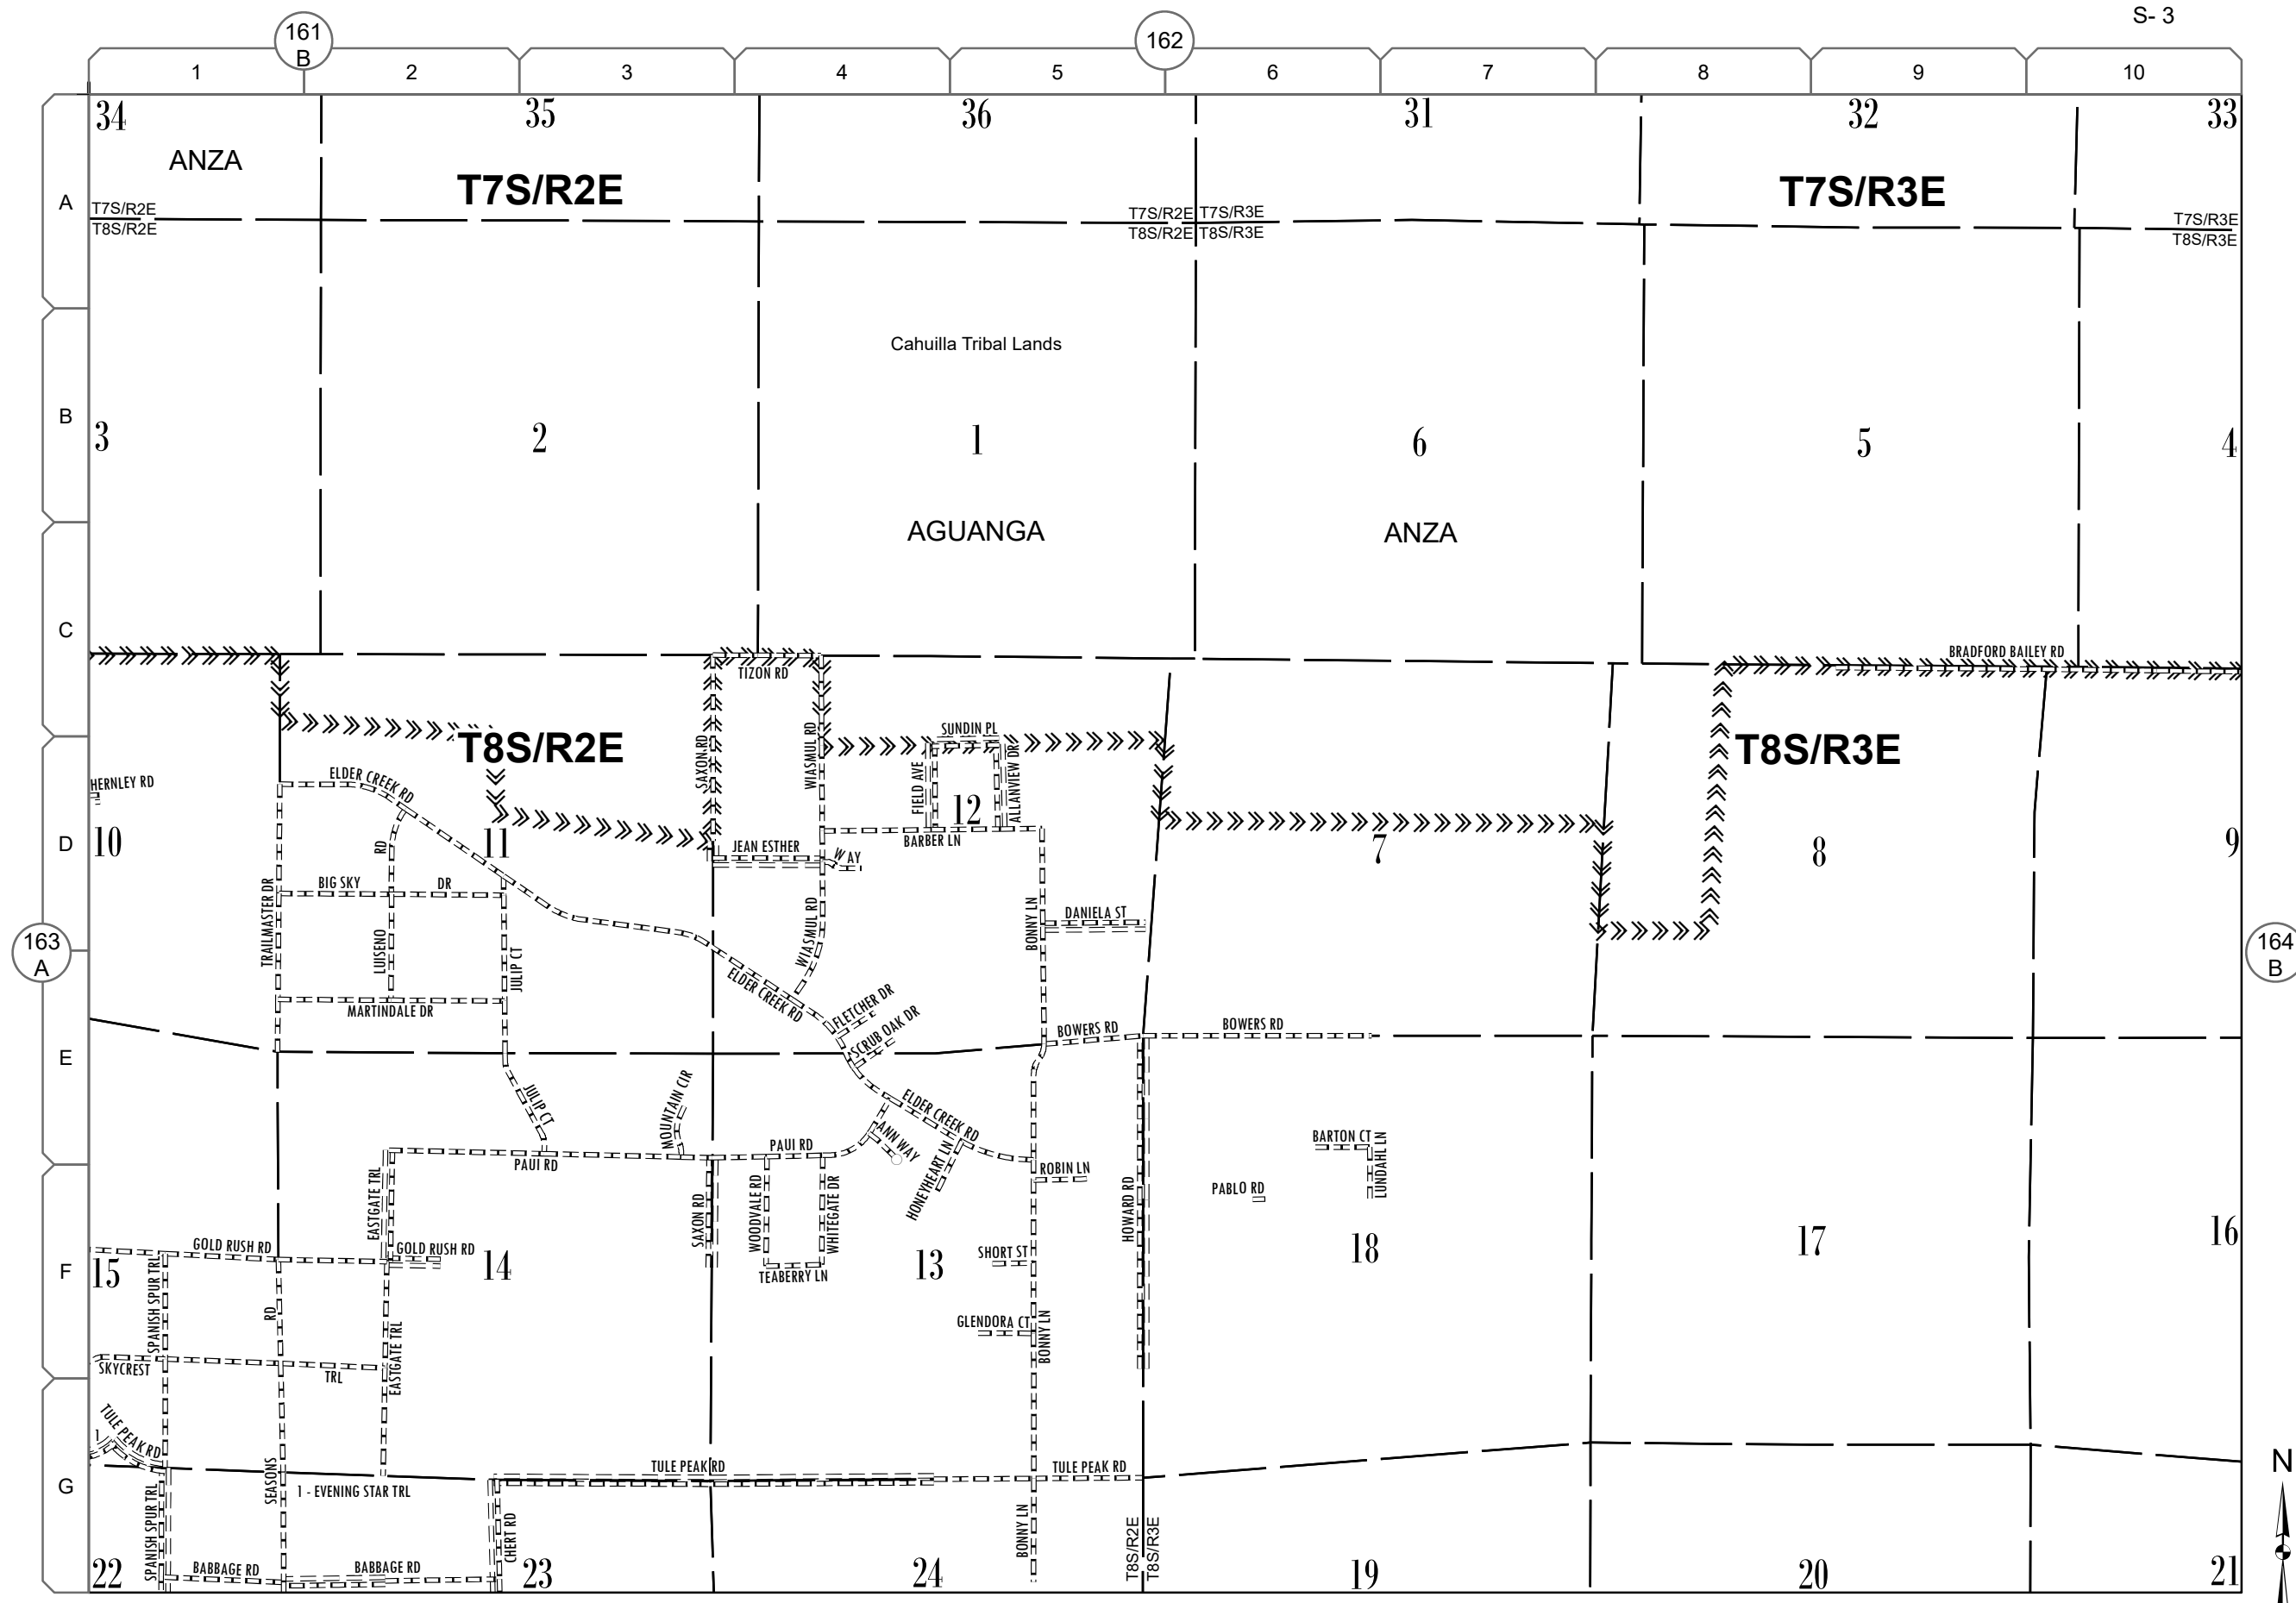 S- 3
161
B
162
1
2
3
4
5
6
7
8
9
10
34
35
36
31
32
33
ANZA
T7S/R2E
T7S/R3E
A
T7S/R2E
T8S/R2E
T7S/R2E
T7S/R3E
T8S/R2E
T8S/R3E
T7S/R3E
T8S/R3E
Cahuilla Tribal Lands
B
3
2
1
6
5
4
AGUANGA
ANZA
C
BRADFORD BAILEY RD
TIZON RD
SAXON RD
WIASMUL RD
SUNDIN PL
T8S/R2E
T8S/R3E
HERNLEY RD
ELDER CREEK RD
FIELD AVE
ALLANVIEW DR
12
D
10
RD
11
JEAN ESTHER
W AY
BARBER LN
7
8
9
BIG SKY
DR
TRAILMASTER DR
LUISENO
JULIP CT
WIASMUL RD
BONNY LN
DANIELA ST
163
A
164
B
MARTINDALE DR
ELDER CREEK RD
FLETCHER DR
SCRUB OAK DR
BOWERS RD
BOWERS RD
E
JULIP CT
MOUNTAIN CIR
ELDER CREEK RD
ANN WAY
HONEYHEART LN
PAUI RD
PAUI RD
BARTON CT
LUNDAHL LN
ROBIN LN
PABLO RD
EASTGATE TRL
SAXON RD
WOODVALE RD
WHITEGATE DR
HOWARD RD
GOLD RUSH RD
GOLD RUSH RD
F
15
14
13
18
17
16
SPANISH SPUR TRL
TEABERRY LN
SHORT ST
RD
EASTGATE TRL
GLENDORA CT
BONNY LN
SKYCREST
TRL
TULE PEAK RD
1
TULE PEAK RD
TULE PEAK RD
N
G
SEASONS
1 - EVENING STAR TRL
SPANISH SPUR TRL
CHERT RD
BONNY LN
T8S/R2E
T8S/R3E
BABBAGE RD
BABBAGE RD
22
23
24
19
20
21